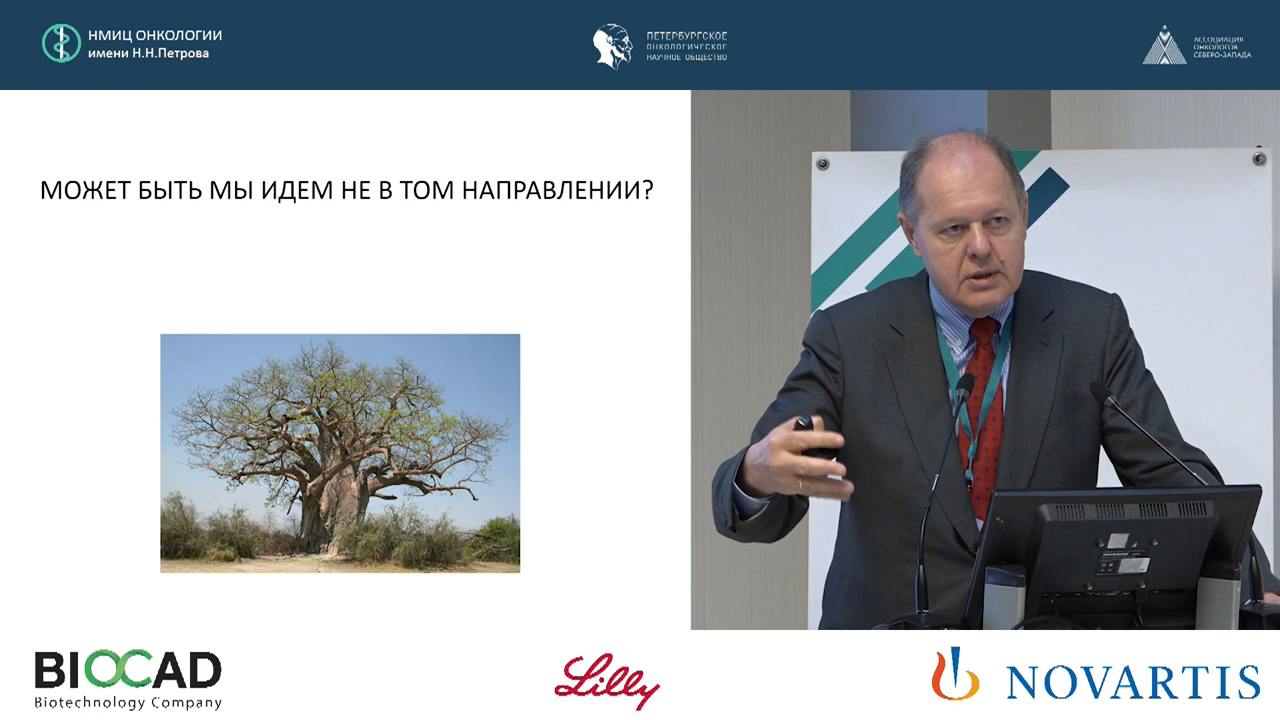 НМИЦ ОНКОЛОГИИ
имени Н.Н.Петрова
ПЕТЕРБУРГСКОЕ
ОНКОЛОГИЧЕСКОЕ
НАУЧНОЕ ОБЩЕСТВО
АССОЦИАЦИЯ
ОНКОЛОГОВ
СЕВЕРО-ЗАПАДА
МОЖЕТ БЫТЬ МЫ ИДЕМ НЕ В ТОМ НАПРАВЛЕНИИ?
BIOCAD
Biotechnology Company
Lilly
NOVARTIS